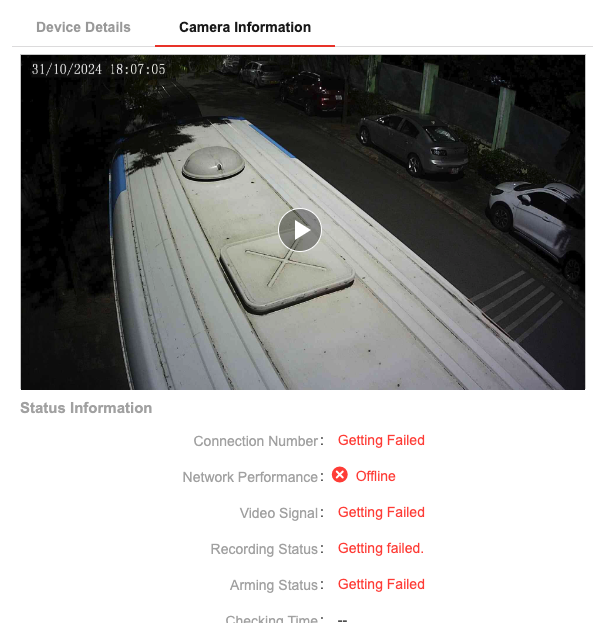 Device Details Camera Information
31/10/2024 18:07:05
Status Information
Connection Number: Getting Failed
Network Performance: Offline
Video Signal: Getting Failed
Recording Status: Getting failed.
Arming Status: Getting Failed
Checking Time: --